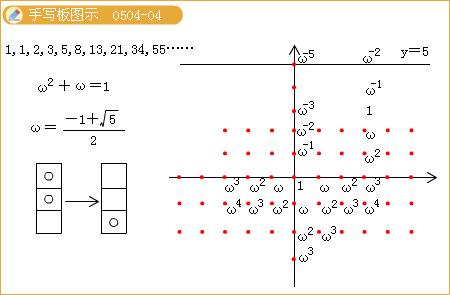 手写板图示 0504-04
1,1,2,3,5,8,13,21,34,55……
ω²+ω=1
ω=(-1+√5)/2
ω⁻⁵ ω⁻² y=5
ω⁻¹
ω⁻³ 1
ω⁻² ω
ω⁻¹ ω²
ω³ ω² ω 1 ω ω² ω³
ω⁴ ω³ ω² ω ω² ω³ ω⁴
ω² ω³
ω³